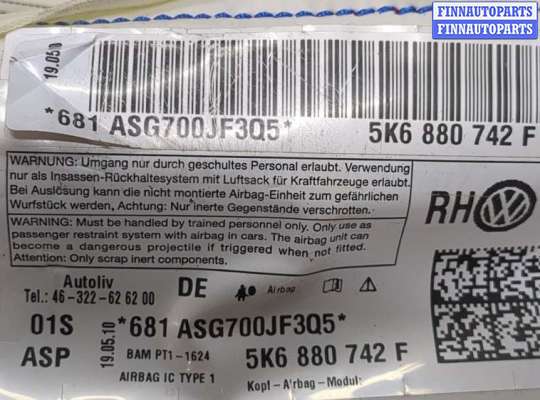 FINNAUTOPARTS
FINNAUTOPARTS
19.05.10
*681 ASG700JF3Q5*
5K6 880 742 F
WARNUNG: Umgang nur durch geschultes Personal erlaubt. Verwendung
nur als Insassen-Rückhaltesystem mit Luftsack für Kraftfahrzeuge erlaubt.
Bei Auslösung kann die nicht montierte Airbag-Einheit zum gefährlichen
Wurfstück werden, Achtung: Nur inerte Gegenstände verschrotten.
WARNING: Must be handled by trained personnel only. Only use as
passenger restraint system with airbag in cars. The airbag unit can
become a dangerous projectile if triggered when not fitted.
Attention: Only scrap inert components.
RH
Autoliv
Tel.: 46-322-62 62 00
DE
Airbag
01S
ASP
19.05.10
*681 ASG700JF3Q5*
BAM PT1-1624
5K6 880 742 F
AIRBAG IC TYPE 1
Kopf-Airbag-Modul: